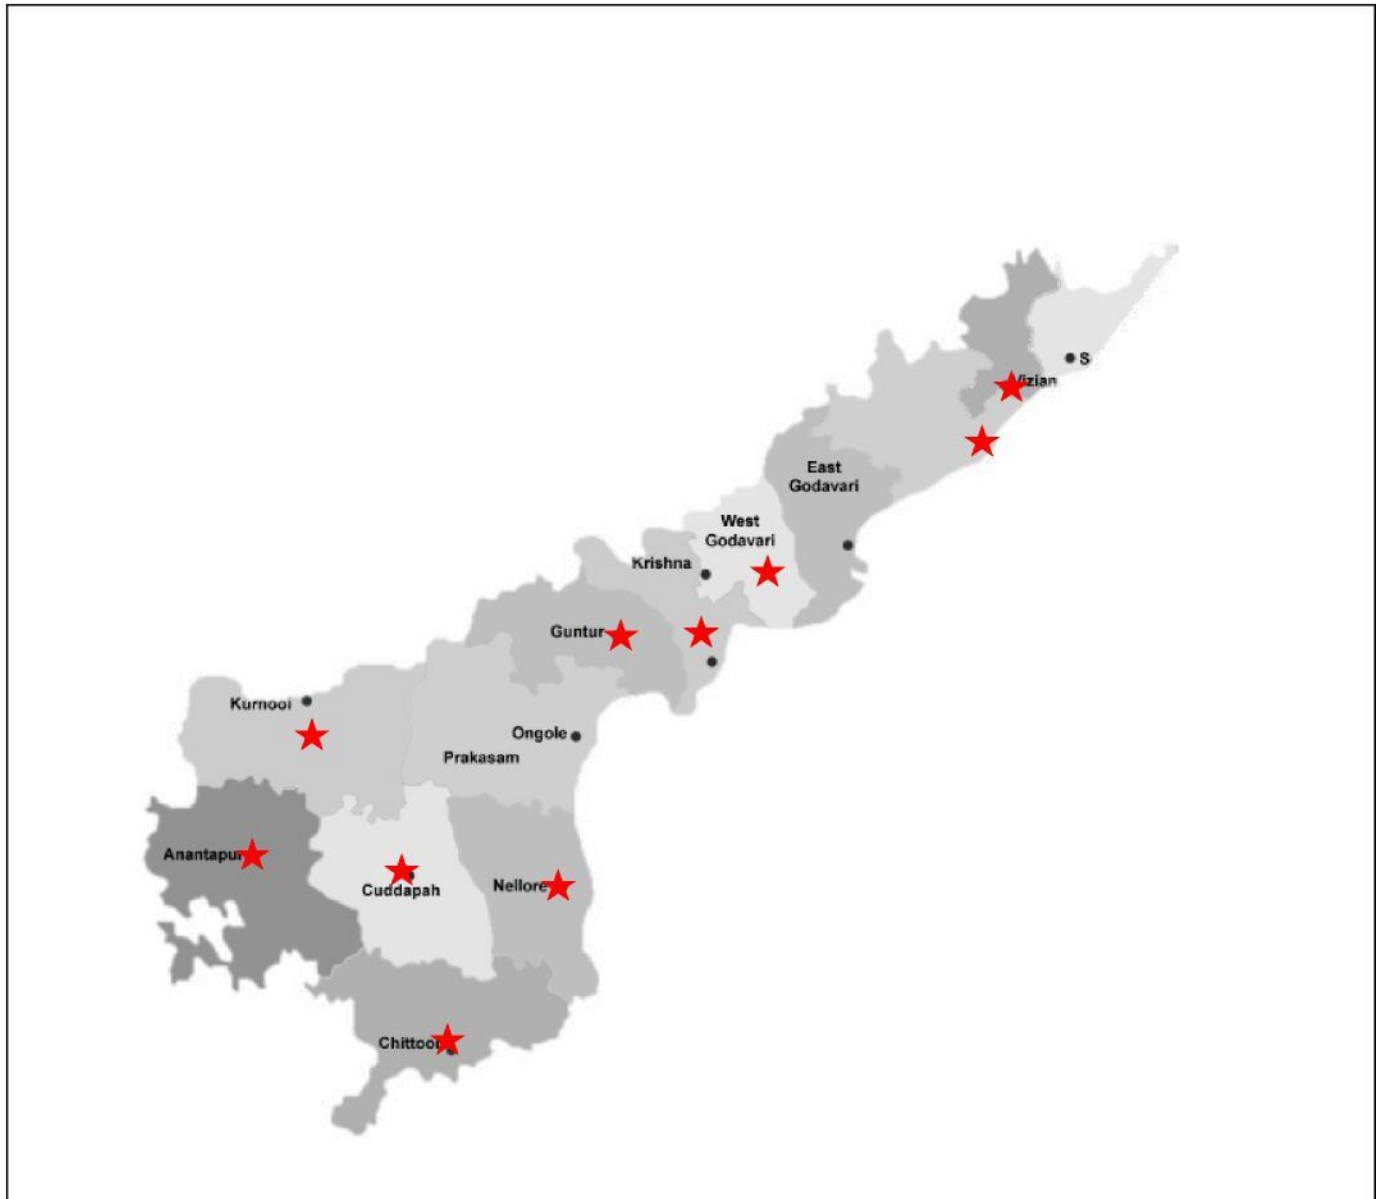 S
Vizian
East
Godavari
West
Godavari
Krishna
Guntur
Kurnool
Ongole
Prakasam
Anantapur
Cuddapah
Nellore
Chittoor